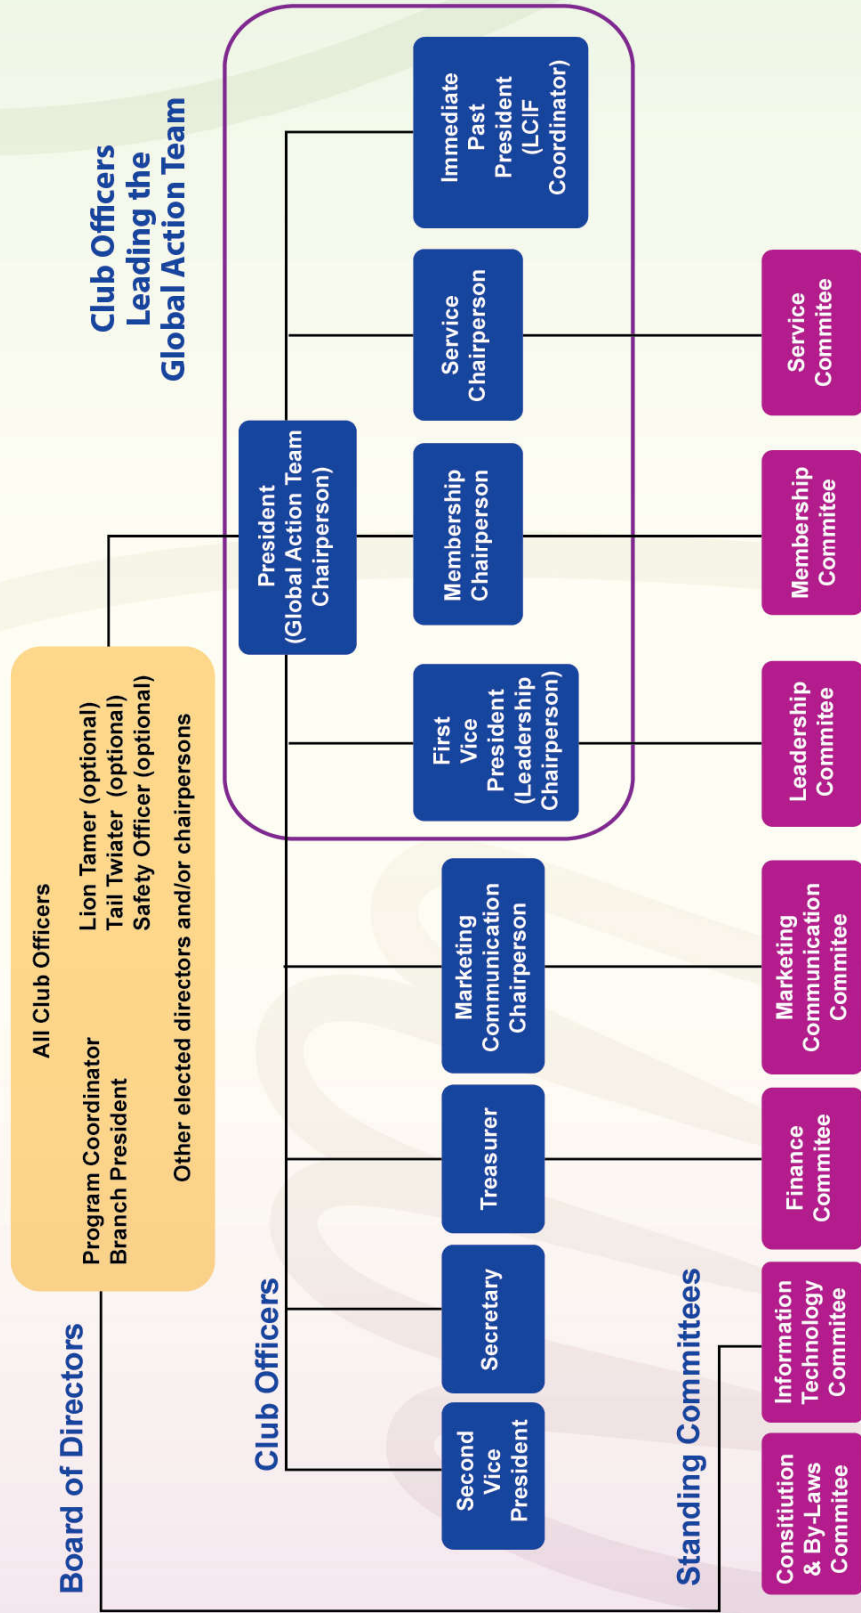 Board of Directors
All Club Officers
Program Coordinator
Branch President
Lion Tamer (optional)
Tail Twiater (optional)
Safety Officer (optional)
Other elected directors and/or chairpersons
Club Officers
Leading the
Global Action Team
President
(Global Action Team
Chairperson)
Club Officers
Second
Vice
President
Secretary
Treasurer
Marketing
Communication
Chairperson
First
Vice
President
(Leadership
Chairperson)
Membership
Chairperson
Service
Chairperson
Immediate
Past
President
(LCIF
Coordinator)
Standing Committees
Consitiution
& By-Laws
Commitee
Information
Technology
Commitee
Finance
Commitee
Marketing
Communication
Commitee
Leadership
Commitee
Membership
Commitee
Service
Commitee